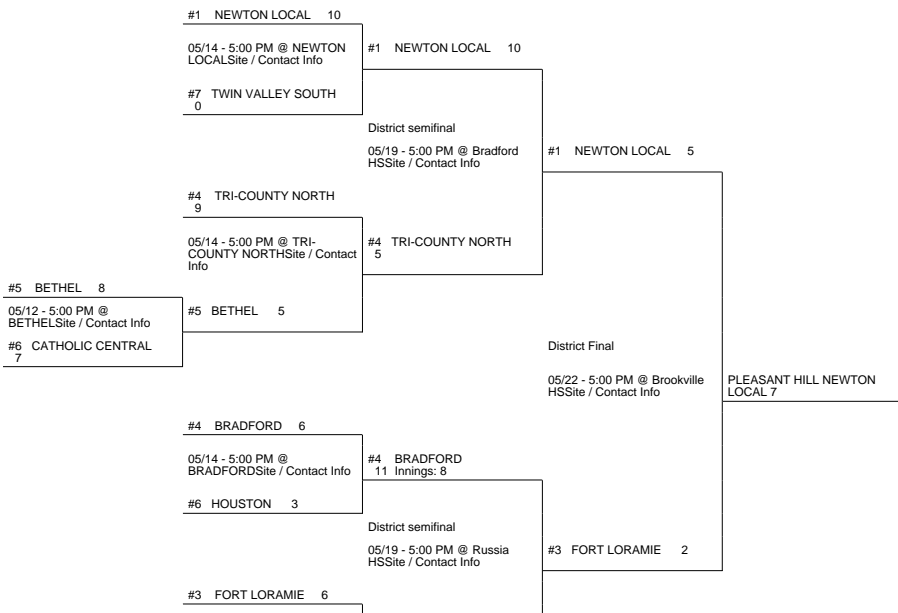 #1 NEWTON LOCAL 10
05/14 - 5:00 PM @ NEWTON
LOCALSite / Contact Info
#7 TWIN VALLEY SOUTH
0
#1 NEWTON LOCAL 10
District semifinal
05/19 - 5:00 PM @ Bradford
HSSite / Contact Info
#1 NEWTON LOCAL 5
#4 TRI-COUNTY NORTH
9
05/14 - 5:00 PM @ TRI-
COUNTY NORTHSite / Contact
Info
#4 TRI-COUNTY NORTH
5
#5 BETHEL 8
05/12 - 5:00 PM @
BETHELSite / Contact Info
#6 CATHOLIC CENTRAL
7
#5 BETHEL 5
District Final
05/22 - 5:00 PM @ Brookville
HSSite / Contact Info
PLEASANT HILL NEWTON
LOCAL 7
#4 BRADFORD 6
05/14 - 5:00 PM @
BRADFORDSite / Contact Info
#6 HOUSTON 3
#4 BRADFORD
11 Innings: 8
District semifinal
05/19 - 5:00 PM @ Russia
HSSite / Contact Info
#3 FORT LORAMIE 2
#3 FORT LORAMIE 6